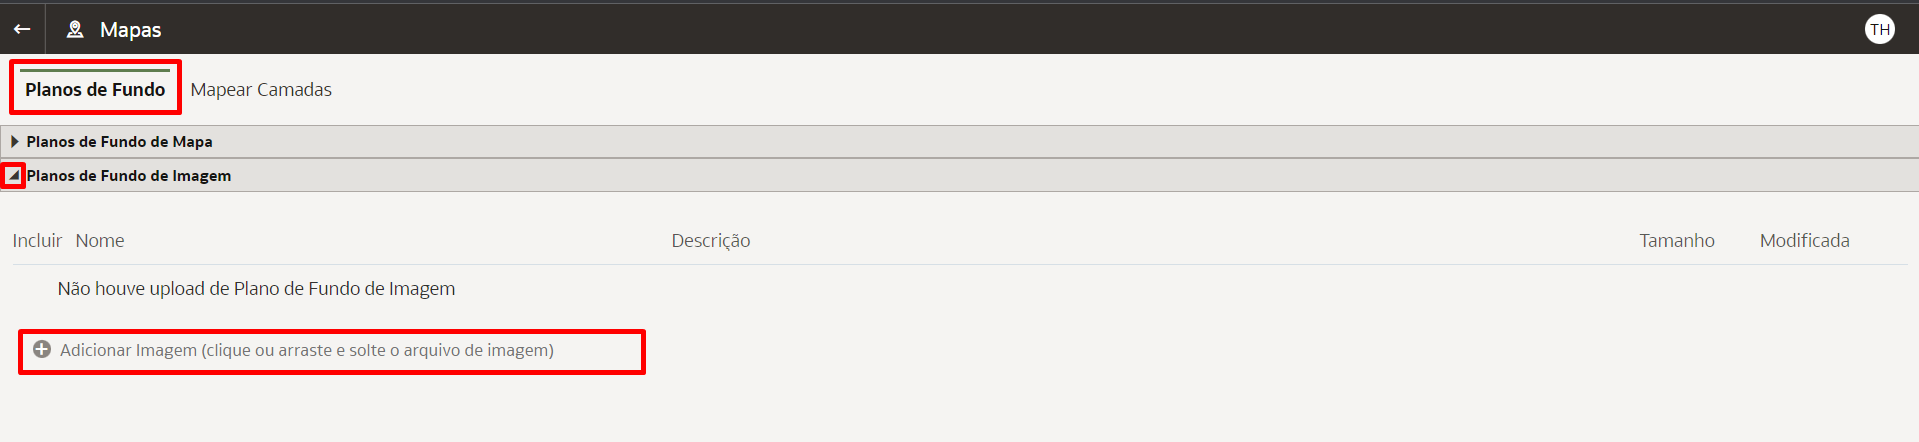 Mapas
TH
Planos de Fundo Mapear Camadas
Planos de Fundo de Mapa
Planos de Fundo de Imagem
Incluir Nome Descrição Tamanho Modificada
Não houve upload de Plano de Fundo de Imagem
Adicionar Imagem (clique ou arraste e solte o arquivo de imagem)